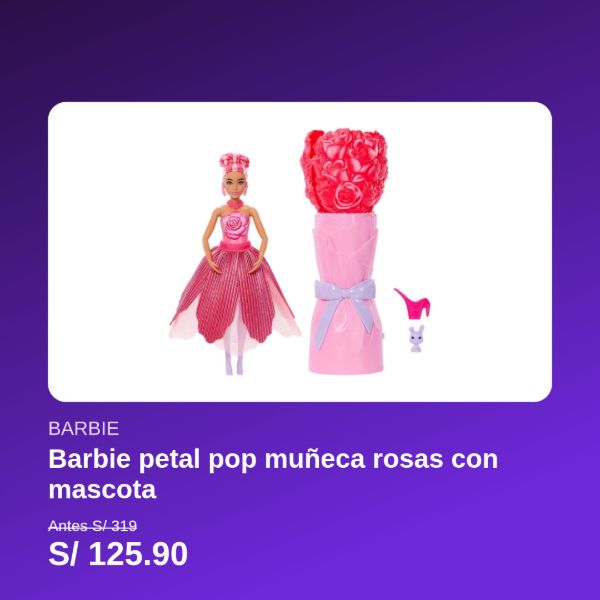 BARBIE
Barbie petal pop muñeca rosas con
mascota
Antes S/ 319
S/ 125.90